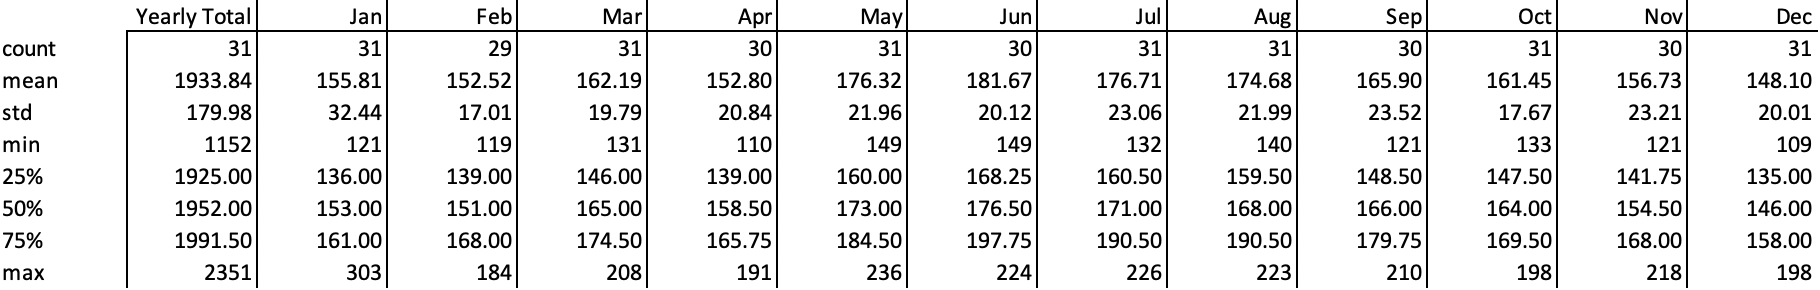 Yearly Total Jan Feb Mar Apr May Jun Jul Aug Sep Oct Nov Dec
count 31 31 29 31 30 31 30 31 31 30 31 30 31
mean 1933.84 155.81 152.52 162.19 152.80 176.32 181.67 176.71 174.68 165.90 161.45 156.73 148.10
std 179.98 32.44 17.01 19.79 20.84 21.96 20.12 23.06 21.99 23.52 17.67 23.21 20.01
min 1152 121 119 131 110 149 149 132 140 121 133 121 109
25% 1925.00 136.00 139.00 146.00 139.00 160.00 168.25 160.50 159.50 148.50 147.50 141.75 135.00
50% 1952.00 153.00 151.00 165.00 158.50 173.00 176.50 171.00 168.00 166.00 164.00 154.50 146.00
75% 1991.50 161.00 168.00 174.50 165.75 184.50 197.75 190.50 190.50 179.75 169.50 168.00 158.00
max 2351 303 184 208 191 236 224 226 223 210 198 218 198